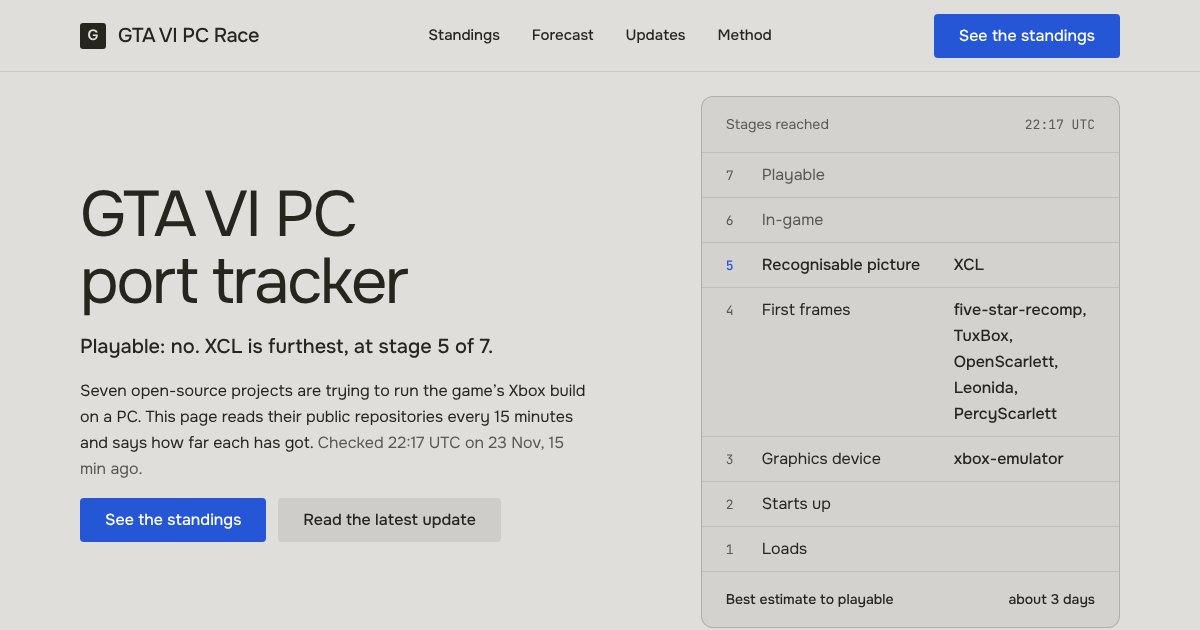 G GTA VI PC Race
Standings Forecast Updates Method
See the standings
GTA VI PC
port tracker
Playable: no. XCL is furthest, at stage 5 of 7.
Seven open-source projects are trying to run the game’s Xbox build
on a PC. This page reads their public repositories every 15 minutes
and says how far each has got. Checked 22:17 UTC on 23 Nov, 15
min ago.
See the standings
Read the latest update
Stages reached 22:17 UTC
7 Playable
6 In-game
5 Recognisable picture XCL
4 First frames five-star-recomp,
TuxBox,
OpenScarlett,
Leonida,
PercyScarlett
3 Graphics device xbox-emulator
2 Starts up
1 Loads
Best estimate to playable about 3 days